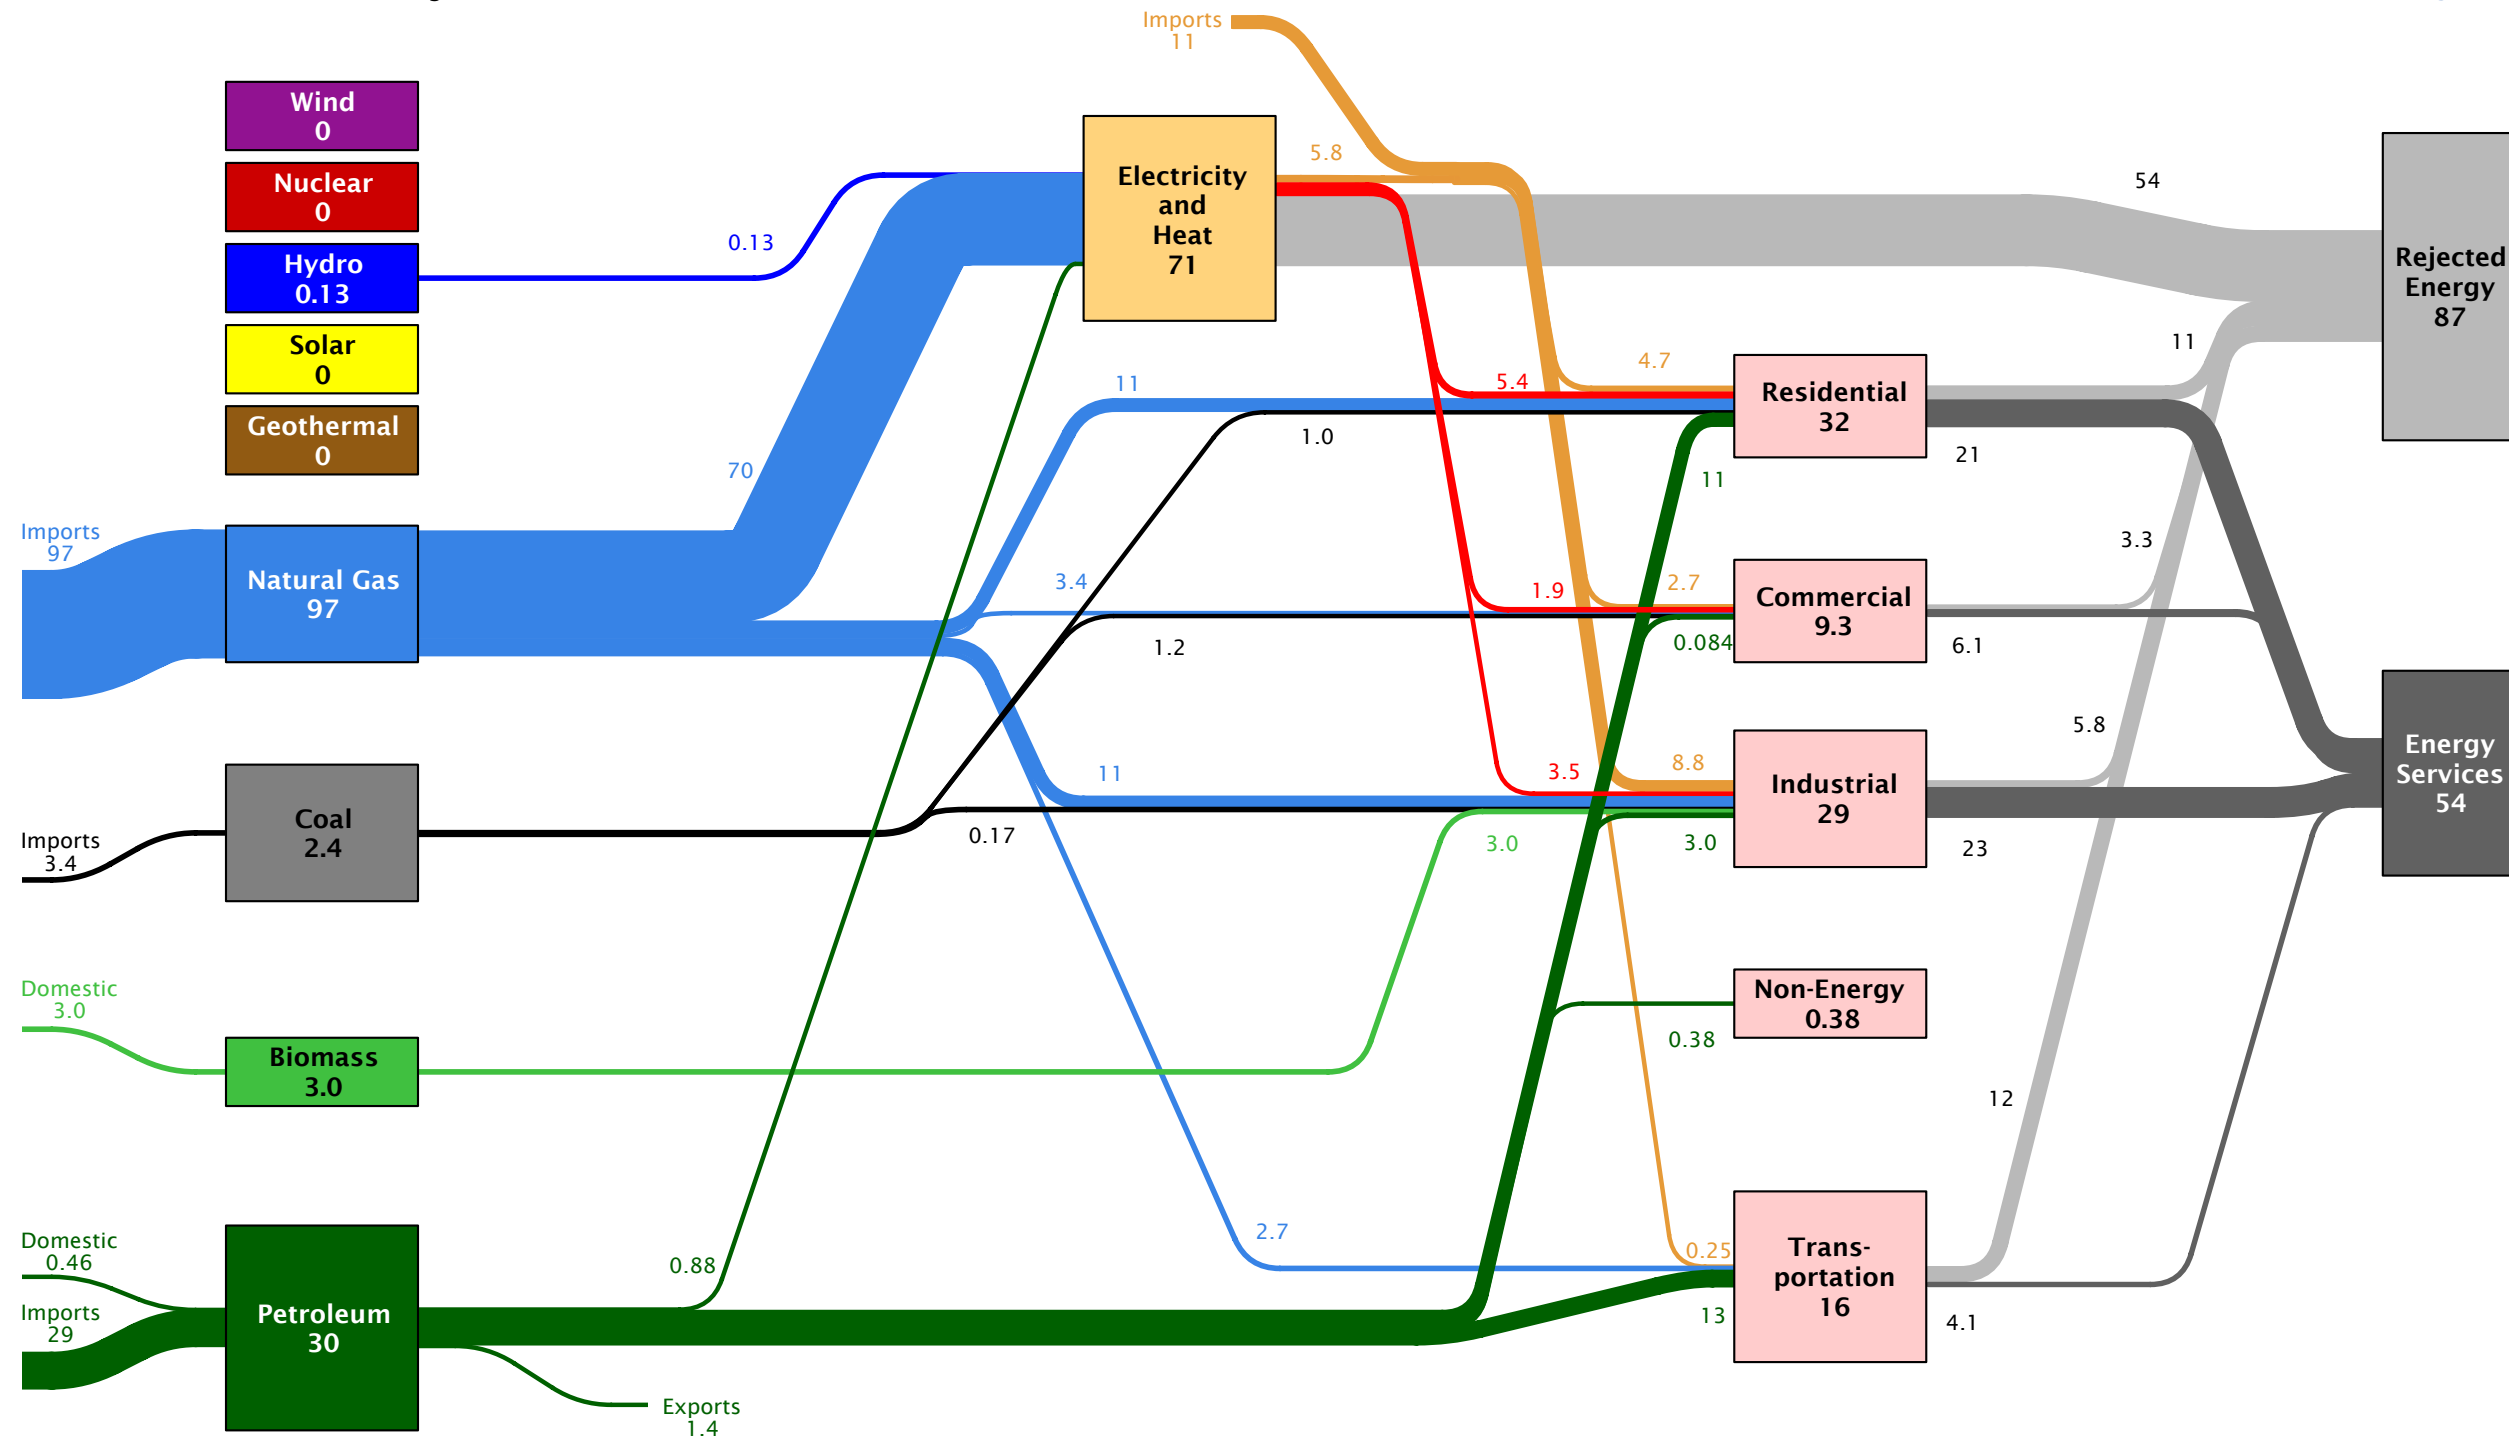 Imports
11
Wind
0
Nuclear
0
Hydro
0.13
Solar
0
Geothermal
0
Imports
97
Natural Gas
97
Imports
3.4
Coal
2.4
Domestic
3.0
Biomass
3.0
Domestic
0.46
Imports
29
Petroleum
30
Exports
1.4
0.13
70
0.88
Electricity
and
Heat
71
5.8
54
11
1.0
3.4
1.2
11
0.17
2.7
3.0
5.4
4.7
11
1.9
2.7
0.084
3.5
8.8
3.0
0.38
0.25
13
Residential
32
Commercial
9.3
Industrial
29
Non-Energy
0.38
Trans-
portation
16
11
21
3.3
6.1
5.8
23
12
4.1
Rejected
Energy
87
Energy
Services
54